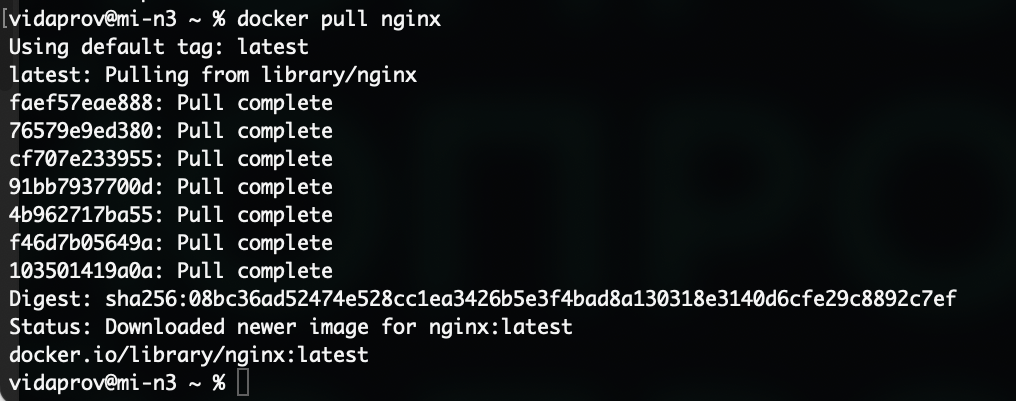 [vidaprov@mi-n3 ~ % docker pull nginx
Using default tag: latest
latest: Pulling from library/nginx
faef57eae888: Pull complete
76579e9ed380: Pull complete
cf707e233955: Pull complete
91bb7937700d: Pull complete
4b962717ba55: Pull complete
f46d7b05649a: Pull complete
103501419a0a: Pull complete
Digest: sha256:08bc36ad52474e528cc1ea3426b5e3f4bad8a130318e3140d6cfe29c8892c7ef
Status: Downloaded newer image for nginx:latest
docker.io/library/nginx:latest
vidaprov@mi-n3 ~ %